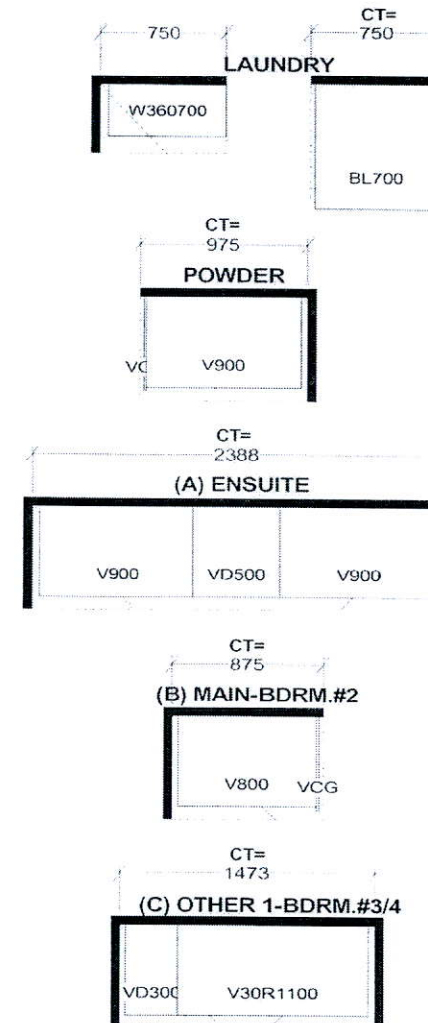 CT=
750 750
LAUNDRY
W360700
BL700
CT=
975
POWDER
V900
CT=
2388
(A) ENSUITE
V900 VD500 V900
CT=
875
(B) MAIN-BDRM.#2
V800 VCG
CT=
1473
(C) OTHER 1-BDRM.#3/4
VD300 V30R1100